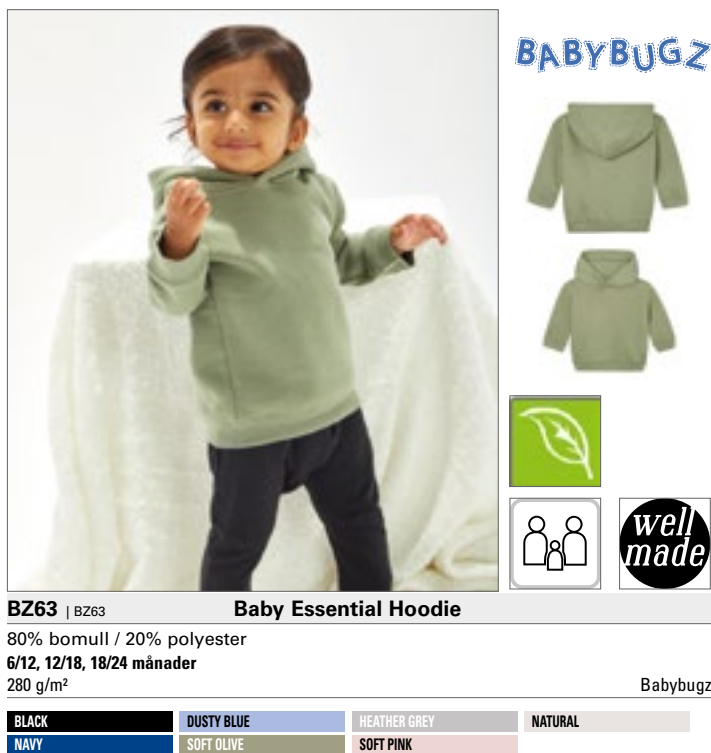 BABYBUGZ
well
made
BZ63 | BZ63 Baby Essential Hoodie
80% bomull / 20% polyester
6/12, 12/18, 18/24 månader
280 g/m² Babybugz
BLACK DUSTY BLUE HEATHER GREY NATURAL
NAVY SOFT OLIVE SOFT PINK